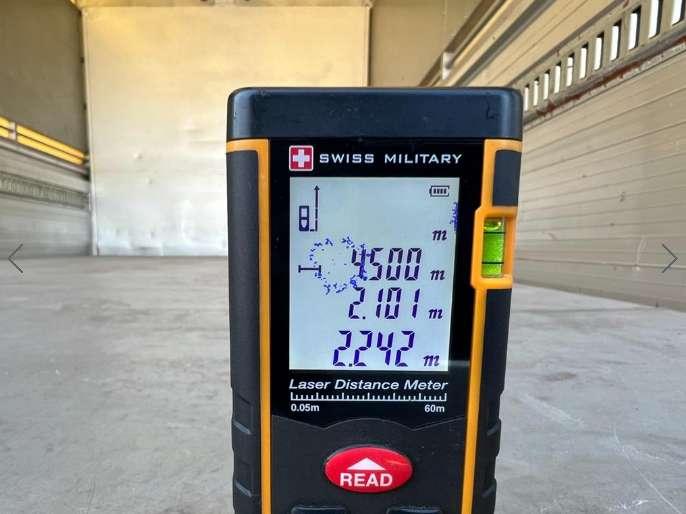 SWISS MILITARY
m
4.500 m
2.101 m
2.242 m
Laser Distance Meter
0.05m 60m
READ